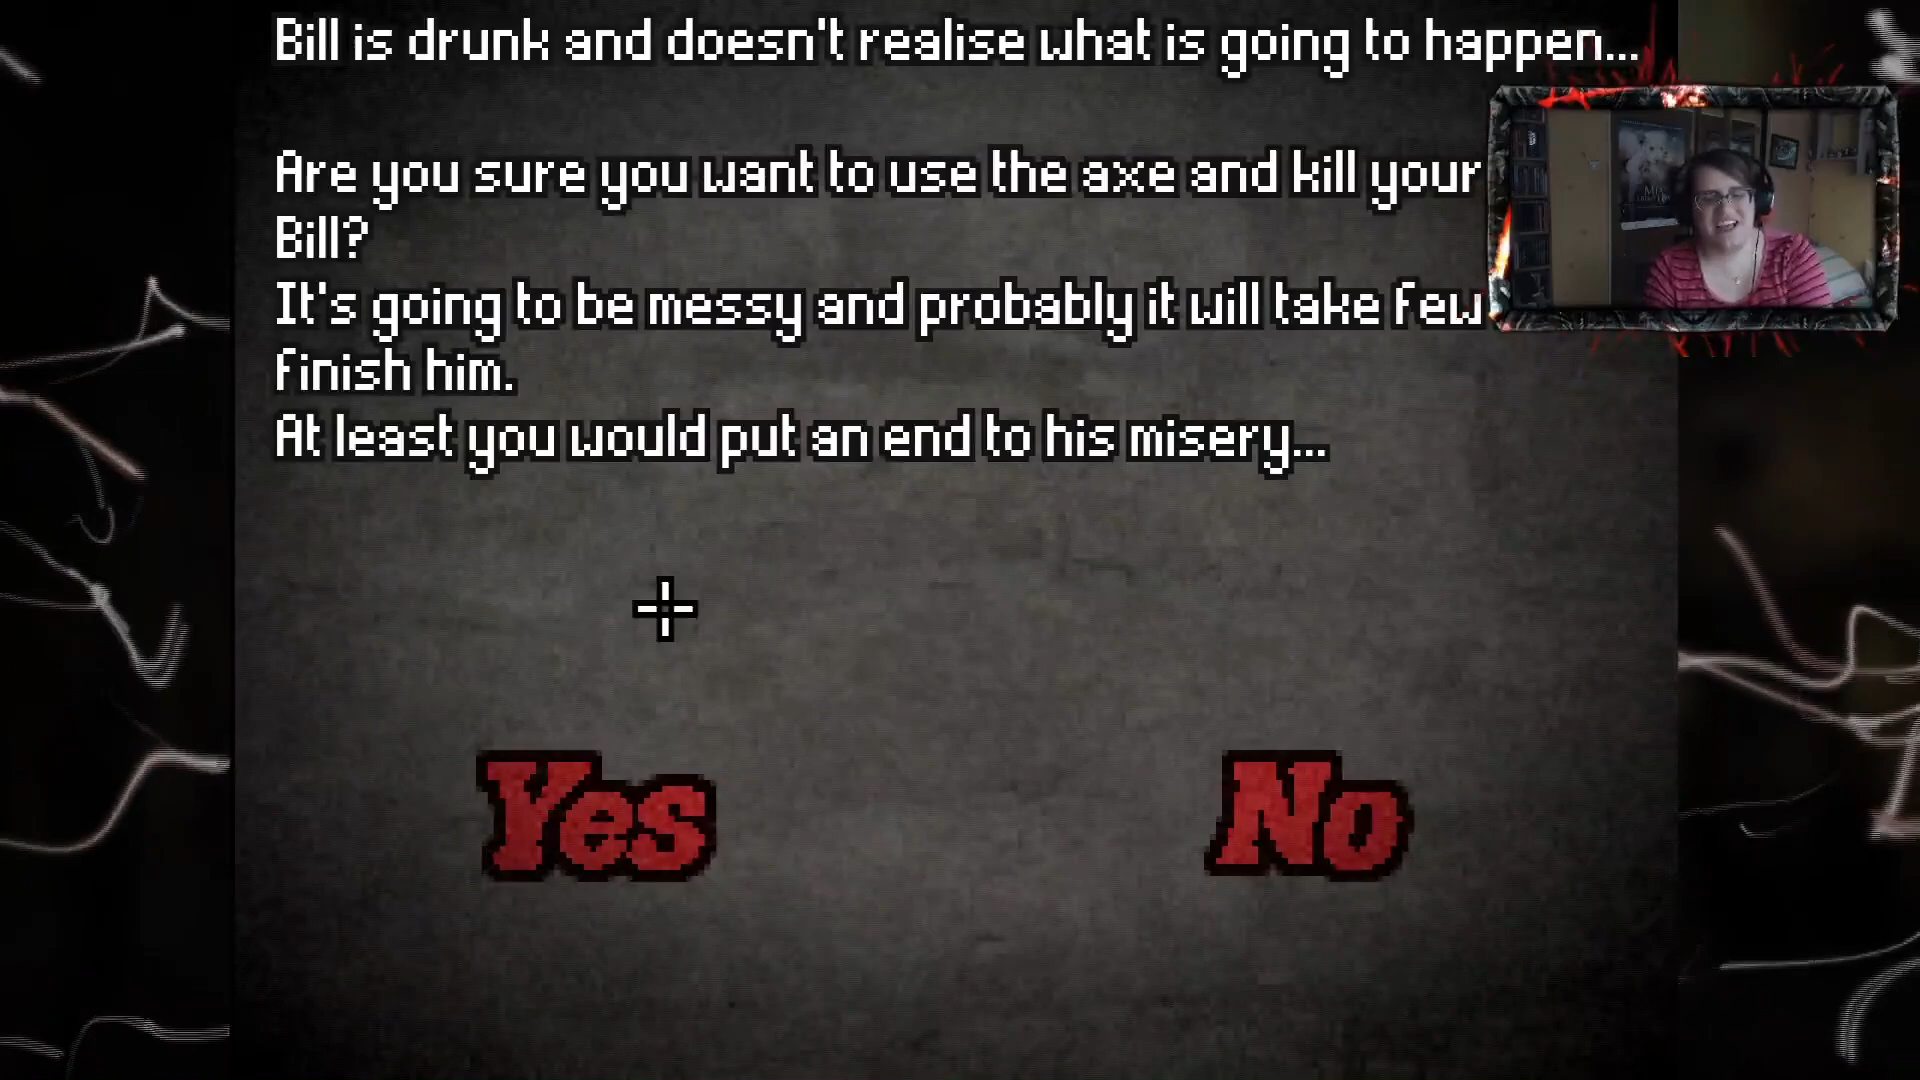 Bill is drunk and doesn't realise what is going to happen...
Are you sure you want to use the axe and kill your
Bill?
It's going to be messy and probably it will take few
finish him.
At least you would put an end to his misery...
Yes
No